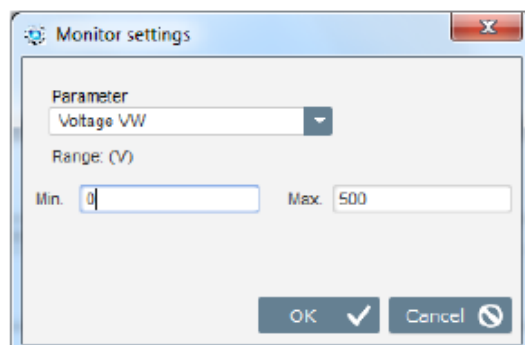 Monitor settings
Parameter
Voltage VW
Range: (V)
Min. 0 Max. 500
OK Cancel